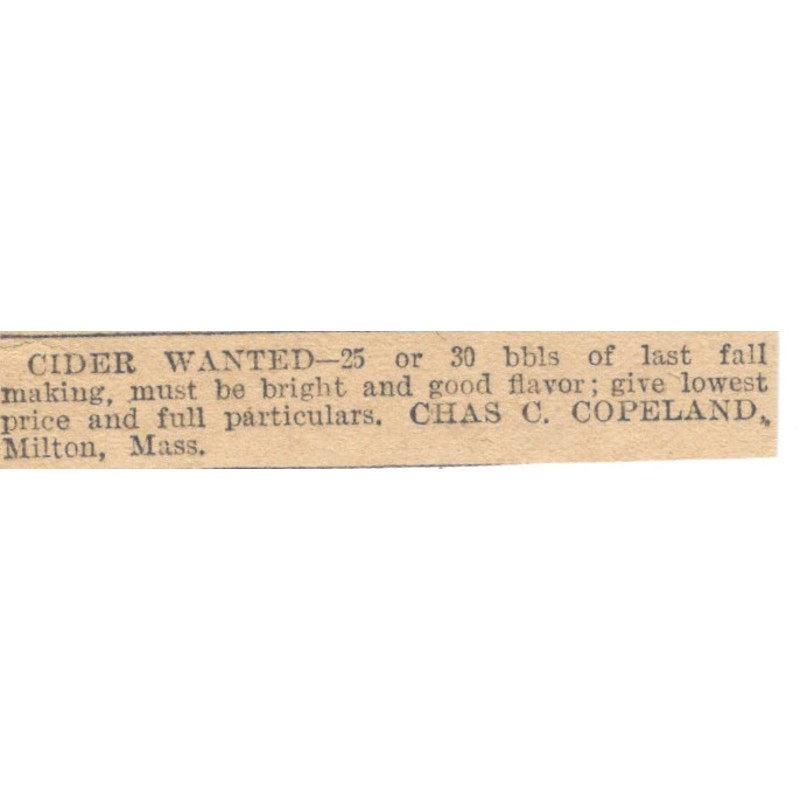 CIDER WANTED—25 or 30 bbls of last fall
making, must be bright and good flavor; give lowest
price and full particulars. CHAS C. COPELAND,
Milton, Mass.